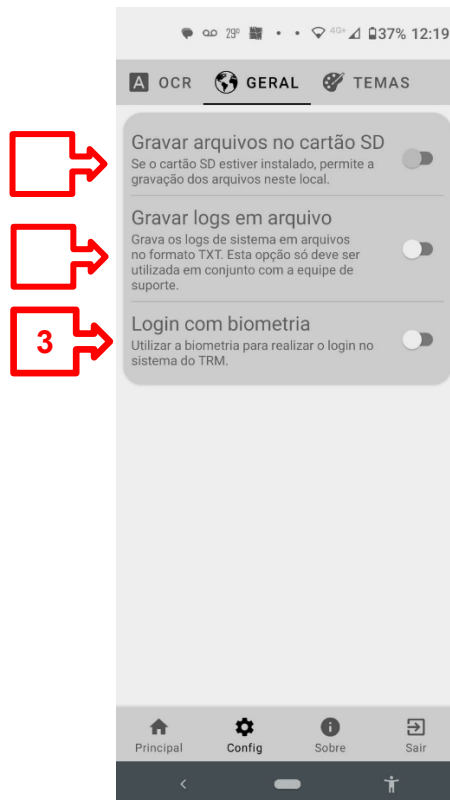 29º 4G+ 37% 12:19
A OCR GERAL TEMAS
Gravar arquivos no cartão SD
Se o cartão SD estiver instalado, permite a
gravação dos arquivos neste local.
Gravar logs em arquivo
Grava os logs de sistema em arquivos
no formato TXT. Esta opção só deve ser
utilizada em conjunto com a equipe de
suporte.
3
Login com biometria
Utilizar a biometria para realizar o login no
sistema do TRM.
Principal Config Sobre Sair